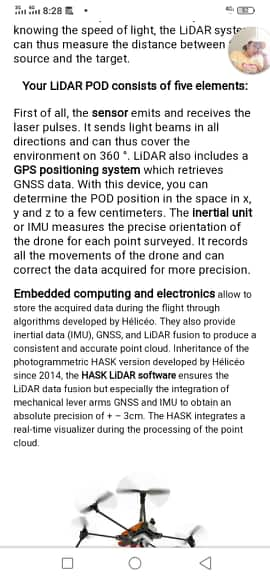 8:28
knowing the speed of light, the LiDAR
can thus measure the distance between
source and the target.
Your LiDAR POD consists of five elements:
First of all, the sensor emits and receives the
laser pulses. It sends light beams in all
directions and can thus cover the
environment on 360 °. LiDAR also includes a
GPS positioning system which retrieves
GNSS data. With this device, you can
determine the POD position in the space in x,
y and z to a few centimeters. The inertial unit
or IMU measures the precise orientation of
the drone for each point surveyed. It records
all the movements of the drone and can
correct the data acquired for more precision.
Embedded computing and electronics allow to
store the acquired data during the flight through
algorithms developed by Hélicéo. They also provide
inertial data (IMU), GNSS, and LiDAR fusion to produce a
consistent and accurate point cloud. Inheritance of the
photogrammetric HASK version developed by Hélicéo
since 2014, the HASK LiDAR software ensures the
LiDAR data fusion but especially the integration of
mechanical lever arms GNSS and IMU to obtain an
absolute precision of + – 3cm. The HASK integrates a
real-time visualizer during the processing of the point
cloud.